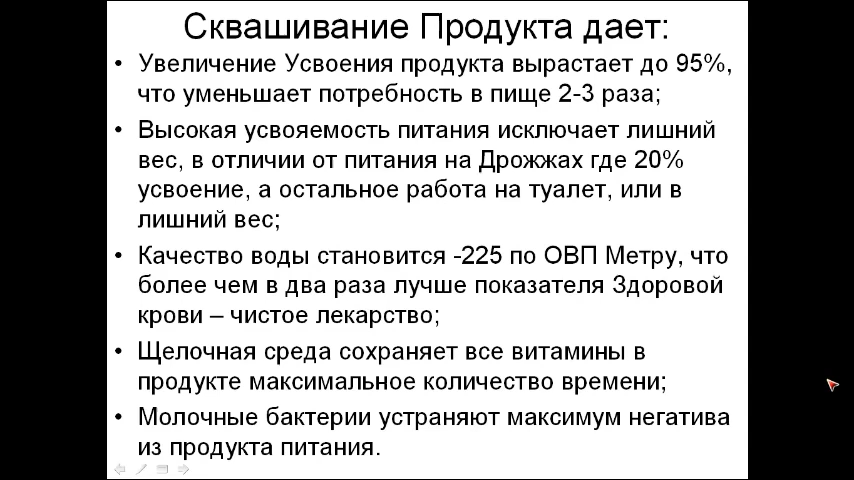 Сквашивание Продукта дает:
• Увеличение Усвоения продукта вырастает до 95%,
что уменьшает потребность в пище 2-3 раза;
• Высокая усвояемость питания исключает лишний
вес, в отличии от питания на Дрожжах где 20%
усвоение, а остальное работа на туалет, или в
лишний вес;
• Качество воды становится -225 по ОВП Метру, что
более чем в два раза лучше показателя Здоровой
крови – чистое лекарство;
• Щелочная среда сохраняет все витамины в
продукте максимальное количество времени;
• Молочные бактерии устраняют максимум негатива
из продукта питания.